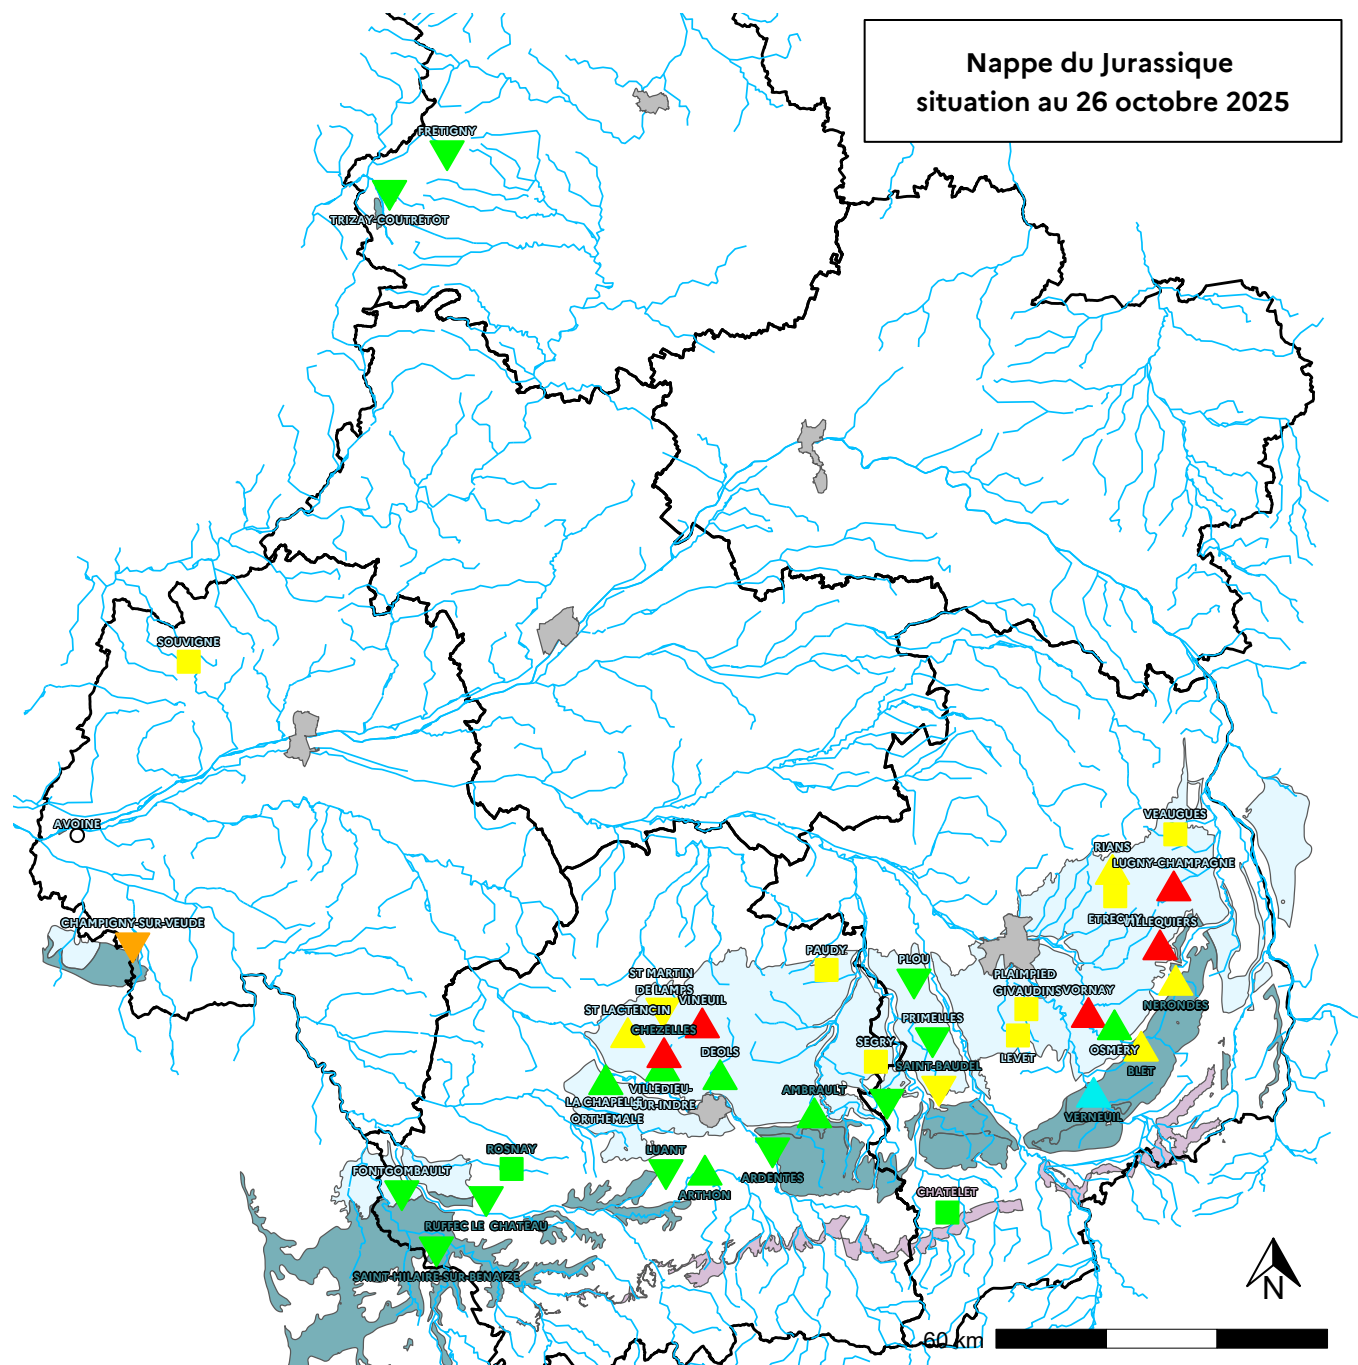 Nappe du Jurassique
situation au 26 octobre 2025
FRETIGNY
TRIZAY-COUTRETOT
SOUVIGNE
AVOINE
CHAMPIGNY-SUR-VEUDE
VEAUGUES
RIANS
LUGNY-CHAMPAGNE
ETRECHY
VILLEQUIERS
PAUDY
PLOU
PLAIMPIED
GIVAUDINS
VORNAY
NERONDES
ST MARTIN
DE LAMPS
VINEUIL
ST LACTENCIN
CHEZELLES
PRIMELLES
SEGRY
LEVET
OSMERY
BLET
DEOLS
SAINT-BAUDEL
VILLEDIEU-
SUR-INDRE
LA CHAPELLE
ORTHEMALE
AMBRAULT
VERNEUIL
ROSNAY
LUANT
FONTGOMBAULT
ARDENTES
ARTHON
CHATELET
RUFFEC LE CHATEAU
SAINT-HILAIRE-SUR-BENAIZE
N
60 km